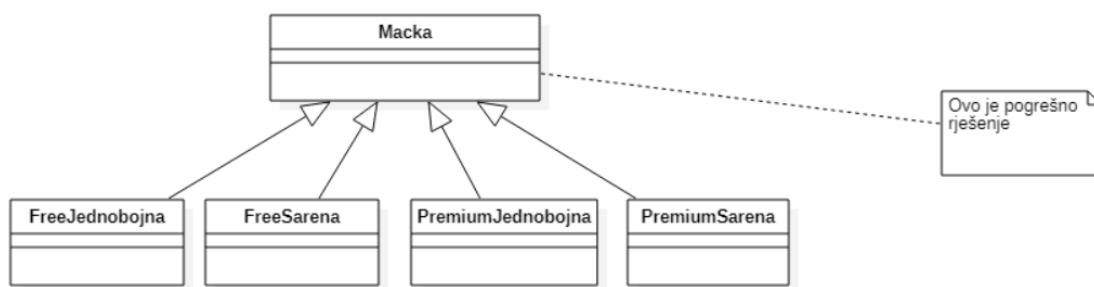 Macka
Ovo je pogrešno
rješenje
FreeJednobojna
FreeSarena
PremiumJednobojna
PremiumSarena